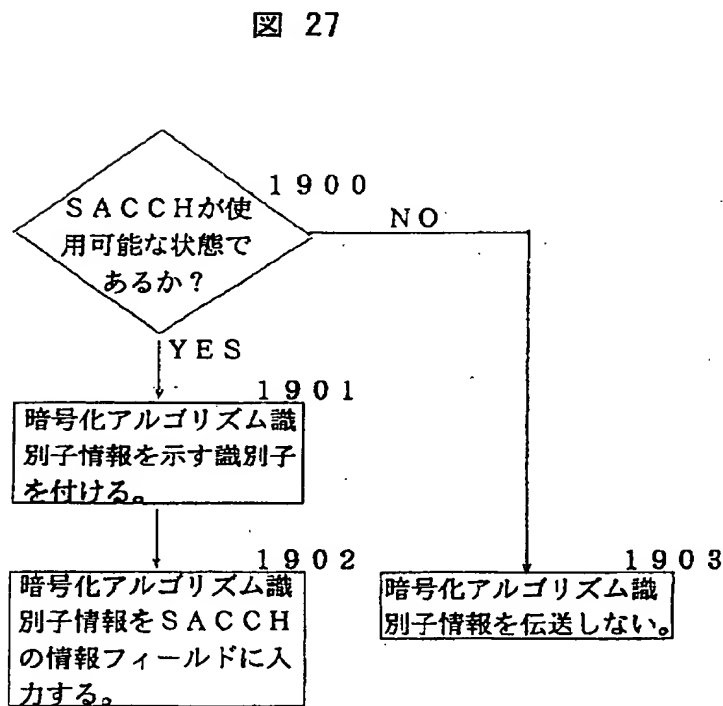 図 27
1900
SACCHが使
用可能な状態で
あるか?
NO
YES
1901
暗号化アルゴリズム識
別子情報を示す識別子
を付ける。
1902
暗号化アルゴリズム識
別子情報をSACCH
の情報フィールドに入
力する。
1903
暗号化アルゴリズム識
別子情報を伝送しない。